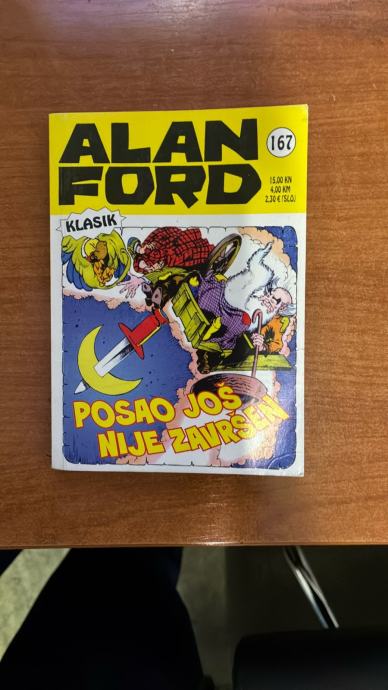 ALAN
FORD
167
15,00 KN
4,00 KM
2,30 € (SLO)
KLASIK
POSAO JOŠ
NIJE ZAVRŠEN